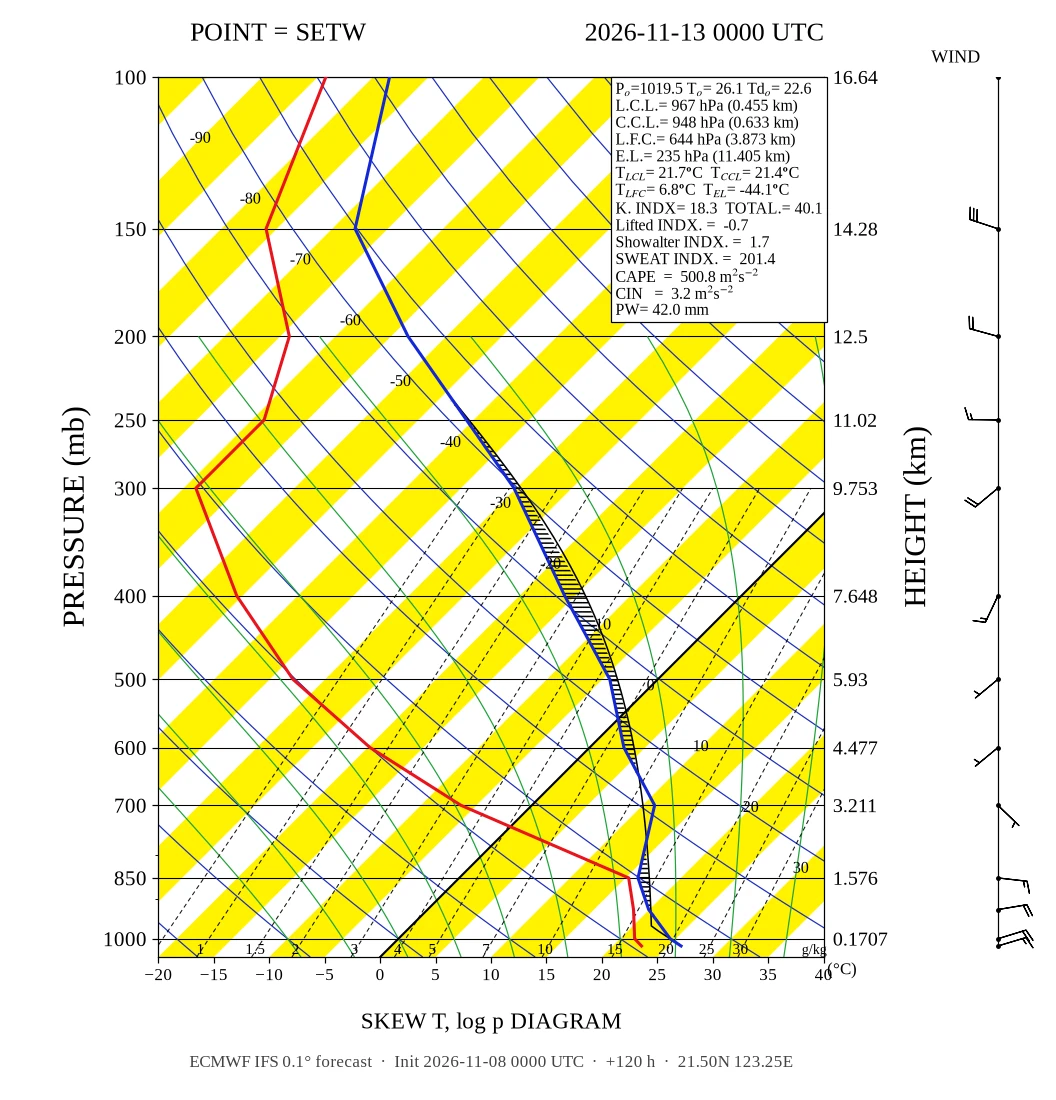 POINT = SETW
2026-11-13 0000 UTC
WIND
100
16.64
Pₒ=1019.5 Tₒ= 26.1 Tdₒ= 22.6
L.C.L.= 967 hPa (0.455 km)
C.C.L.= 948 hPa (0.633 km)
L.F.C.= 644 hPa (3.873 km)
E.L.= 235 hPa (11.405 km)
T_LCL= 21.7°C T_CCL= 21.4°C
T_LFC= 6.8°C T_EL= -44.1°C
K. INDX= 18.3 TOTAL.= 40.1
Lifted INDX. = -0.7
Showalter INDX. = 1.7
SWEAT INDX. = 201.4
CAPE = 500.8 m²s⁻²
CIN = 3.2 m²s⁻²
PW= 42.0 mm
-90
-80
150
14.28
-70
-60
200
12.5
-50
250
11.02
-40
300
9.753
-30
-20
400
7.648
-10
500
5.93
0
600
4.477
10
700
3.211
20
850
1.576
30
1000
0.1707
1 1.5 2 3 4 5 7 10 15 20 25 30 g/kg
−20 −15 −10 −5 0 5 10 15 20 25 30 35 40 (°C)
PRESSURE (mb)
HEIGHT (km)
SKEW T, log p DIAGRAM
ECMWF IFS 0.1° forecast · Init 2026-11-08 0000 UTC · +120 h · 21.50N 123.25E